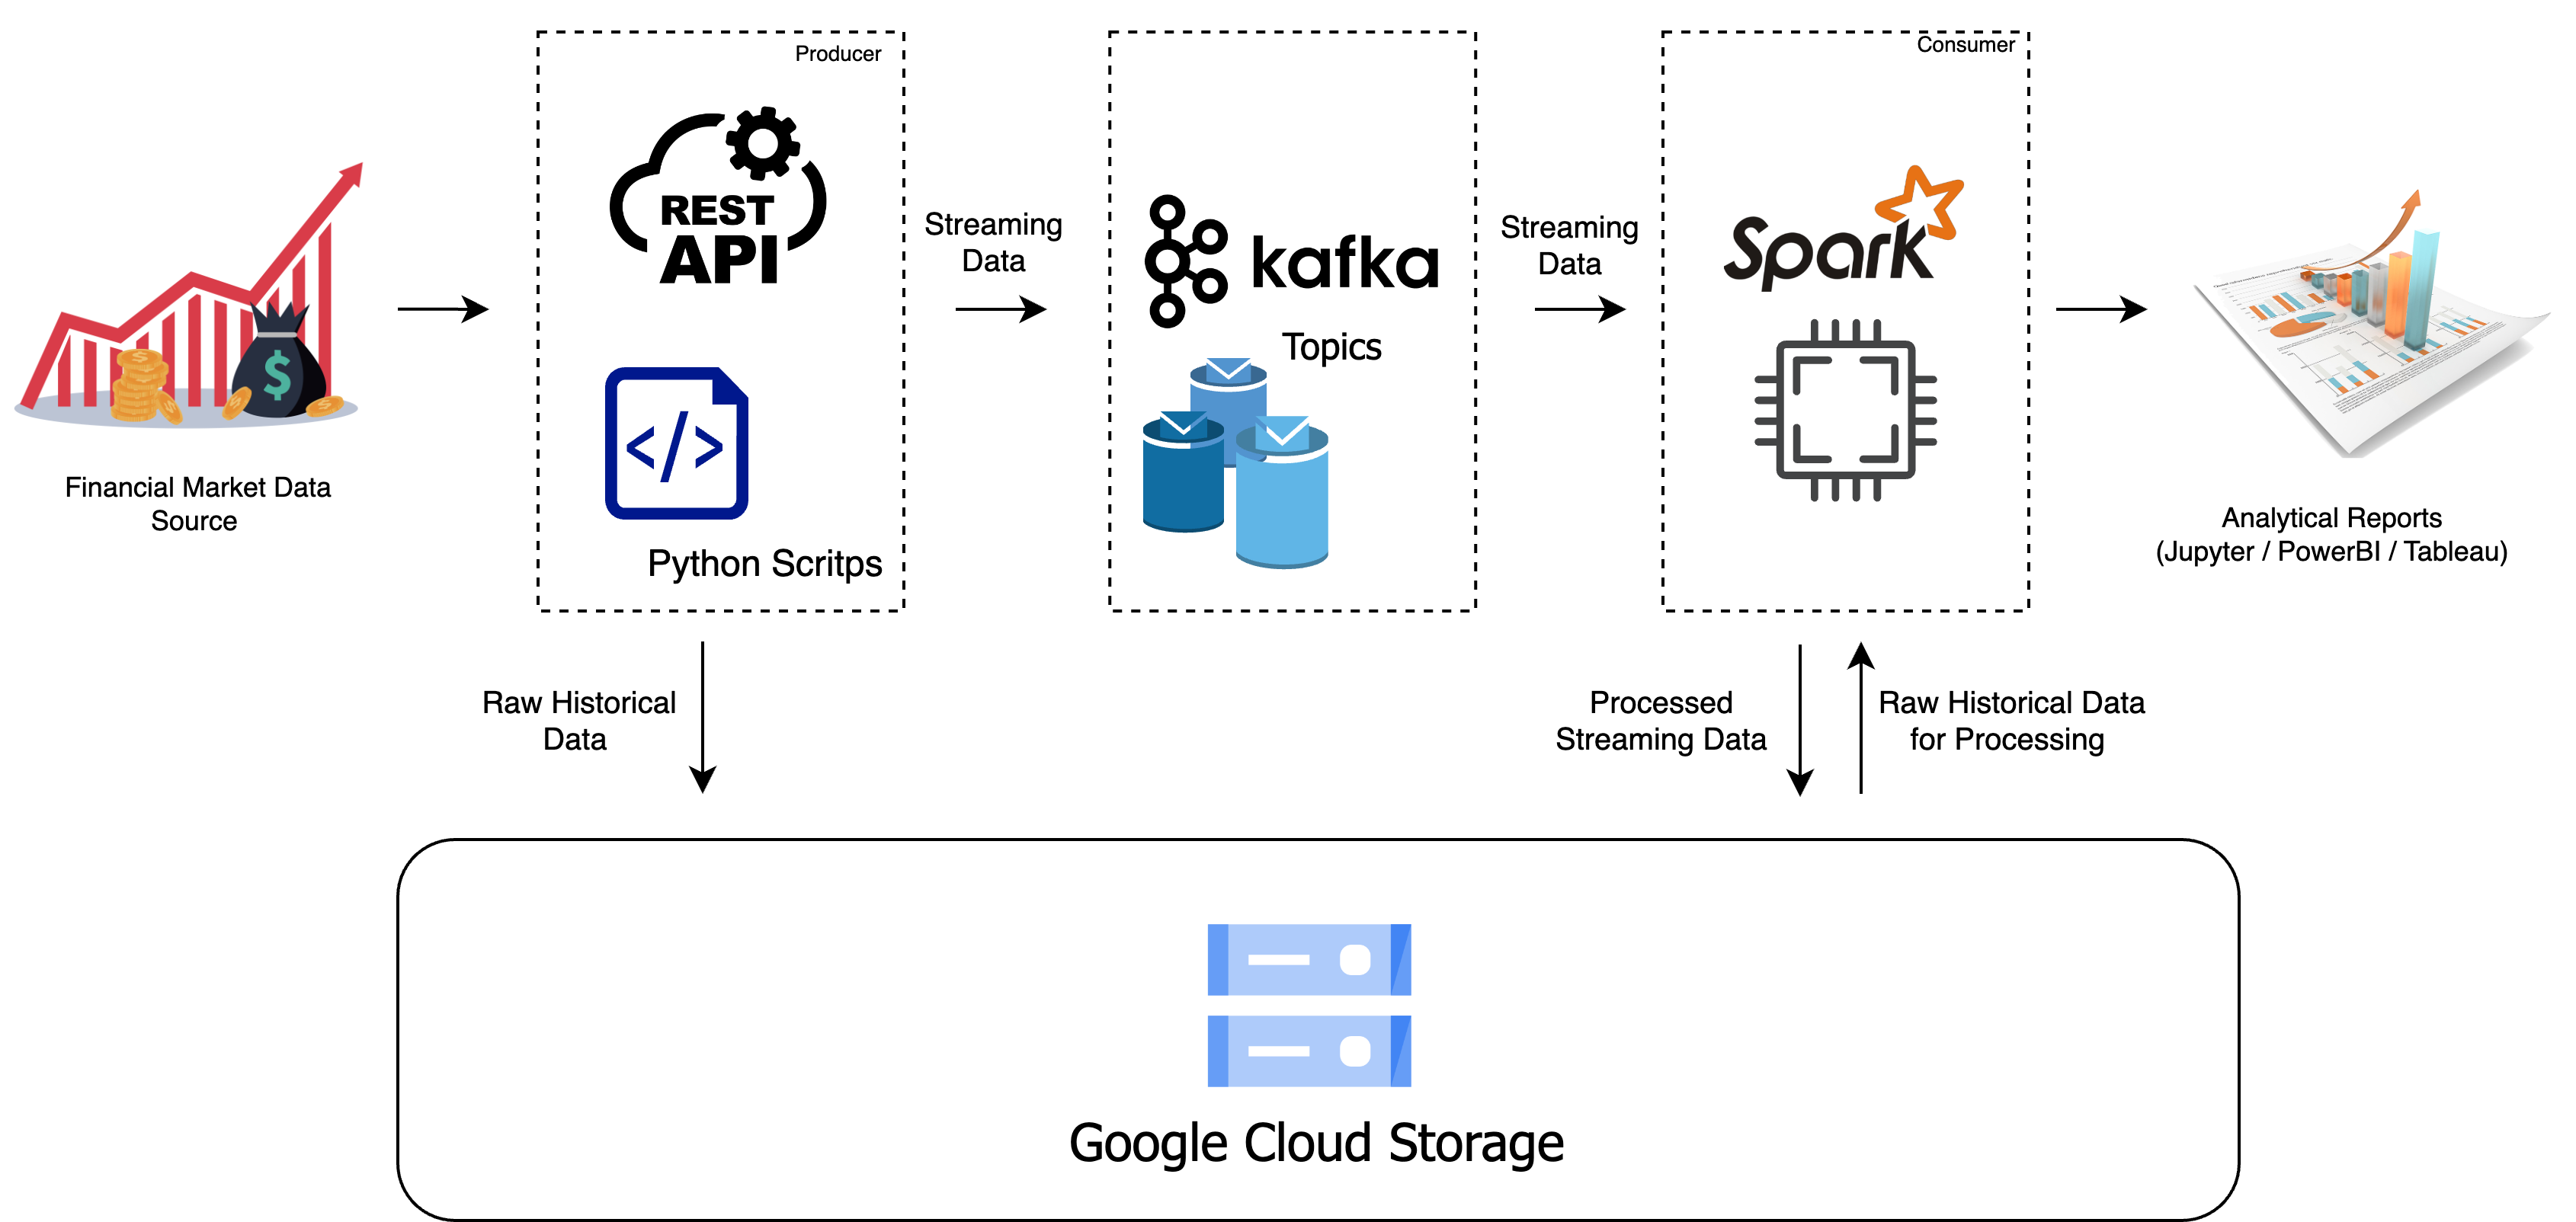 Producer
Consumer
REST
API
Streaming
Data
kafka
Topics
Streaming
Data
Spark
Financial Market Data
Source
</>
Python Scritps
Analytical Reports
(Jupyter / PowerBI / Tableau)
Raw Historical
Data
Processed
Streaming Data
Raw Historical Data
for Processing
Google Cloud Storage